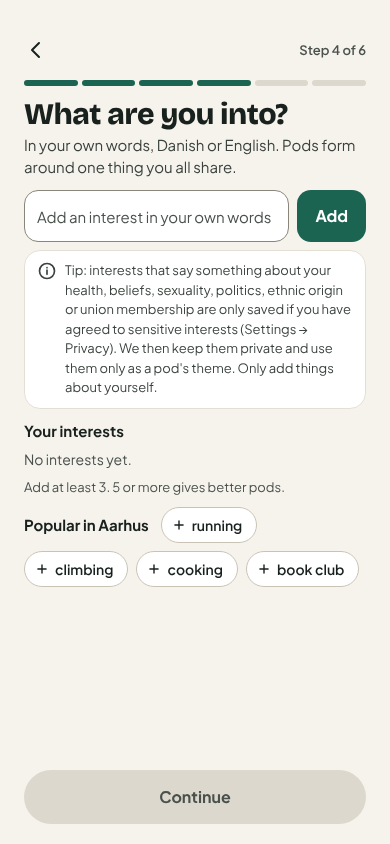 Step 4 of 6
What are you into?
In your own words, Danish or English. Pods form
around one thing you all share.
Add an interest in your own words
Add
Tip: interests that say something about your
health, beliefs, sexuality, politics, ethnic origin
or union membership are only saved if you have
agreed to sensitive interests (Settings →
Privacy). We then keep them private and use
them only as a pod's theme. Only add things
about yourself.
Your interests
No interests yet.
Add at least 3. 5 or more gives better pods.
Popular in Aarhus
+ running
+ climbing
+ cooking
+ book club
Continue